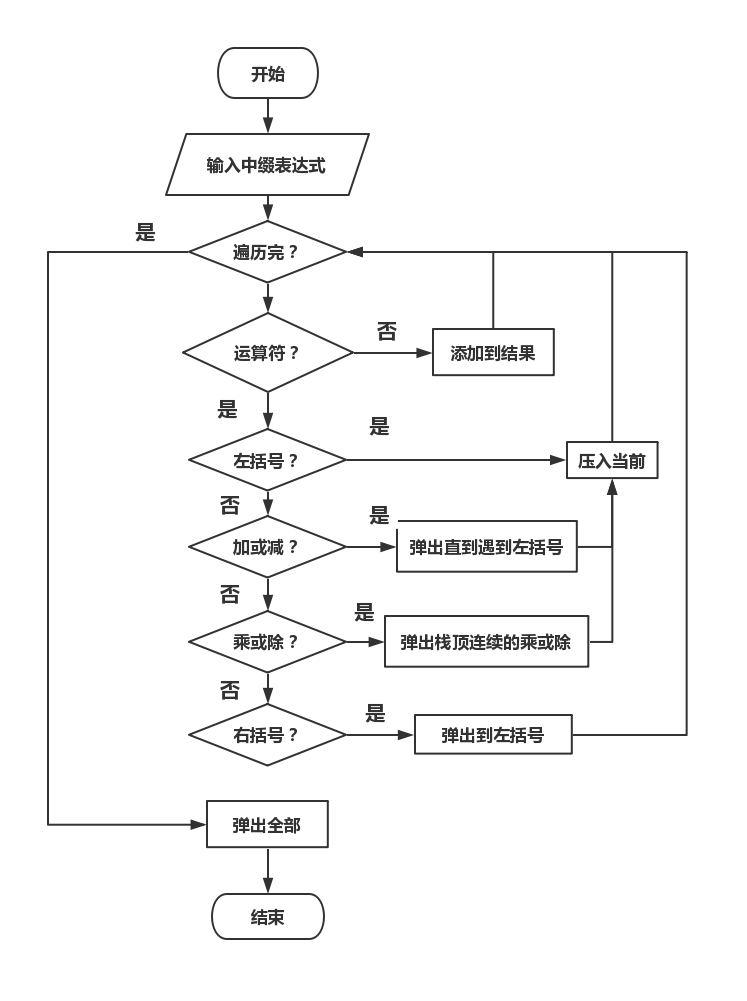 开始
输入中缀表达式
是
遍历完？
否
运算符？
添加到结果
是
是
左括号？
压入当前
否
是
加或减？
弹出直到遇到左括号
否
是
乘或除？
弹出栈顶连续的乘或除
否
是
右括号？
弹出到左括号
弹出全部
结束